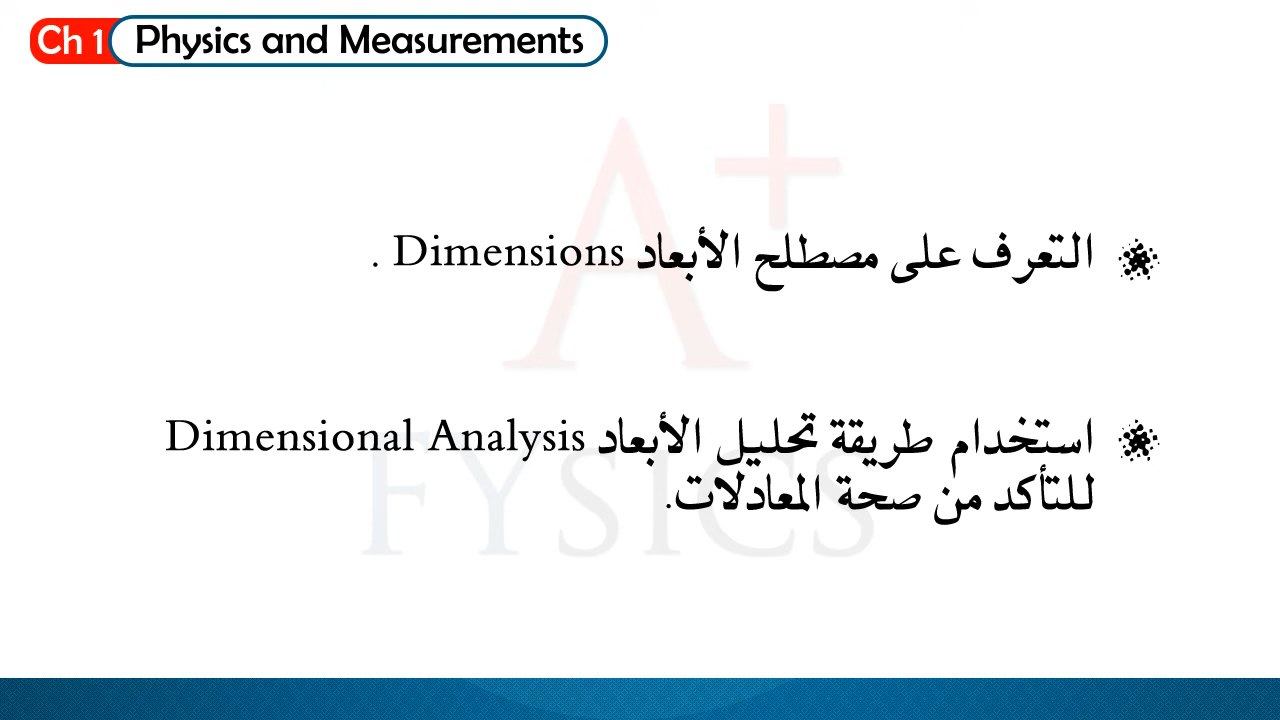 Ch 1 Physics and Measurements
التعرف على مصطلح الأبعاد Dimensions .
استخدام طريقة تحليل الأبعاد Dimensional Analysis
للتأكد من صحة المعادلات.
A+
FYSICS